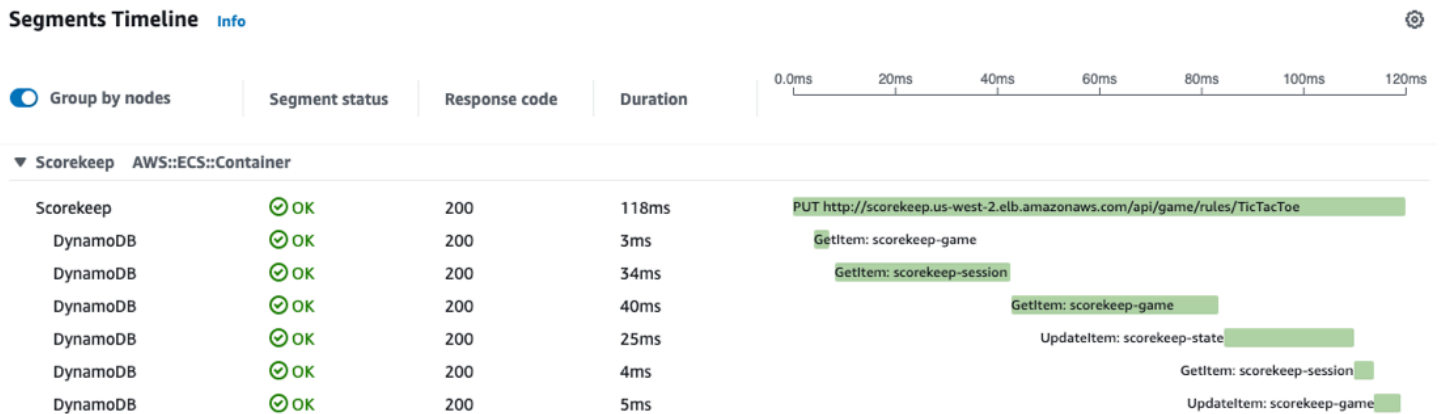 Segments Timeline Info
0.0ms 20ms 40ms 60ms 80ms 100ms 120ms
Group by nodes Segment status Response code Duration
Scorekeep AWS::ECS::Container
Scorekeep OK 200 118ms PUT http://scorekeep.us-west-2.elb.amazonaws.com/api/game/rules/TicTacToe
DynamoDB OK 200 3ms GetItem: scorekeep-game
DynamoDB OK 200 34ms GetItem: scorekeep-session
DynamoDB OK 200 40ms GetItem: scorekeep-game
DynamoDB OK 200 25ms UpdateItem: scorekeep-state
DynamoDB OK 200 4ms GetItem: scorekeep-session
DynamoDB OK 200 5ms UpdateItem: scorekeep-game